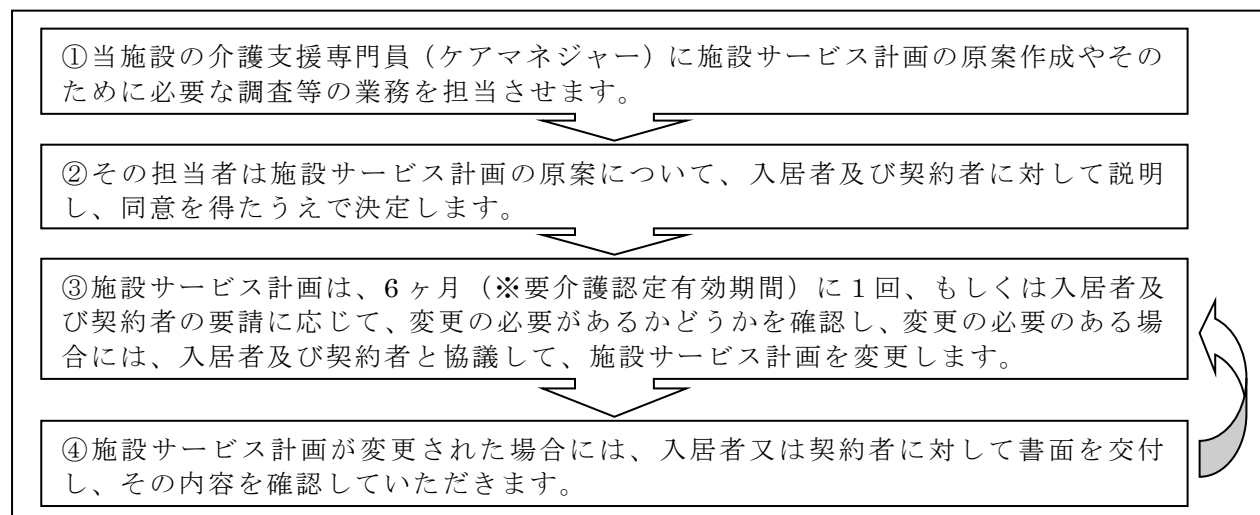 ①当施設の介護支援専門員（ケアマネジャー）に施設サービス計画の原案作成やその
ために必要な調査等の業務を担当させます。
②その担当者は施設サービス計画の原案について、入居者及び契約者に対して説明
し、同意を得たうえで決定します。
③施設サービス計画は、6 ヶ月（※要介護認定有効期間）に 1 回、もしくは入居者及
び契約者の要請に応じて、変更の必要があるかどうかを確認し、変更の必要のある場
合には、入居者及び契約者と協議して、施設サービス計画を変更します。
④施設サービス計画が変更された場合には、入居者又は契約者に対して書面を交付
し、その内容を確認していただきます。